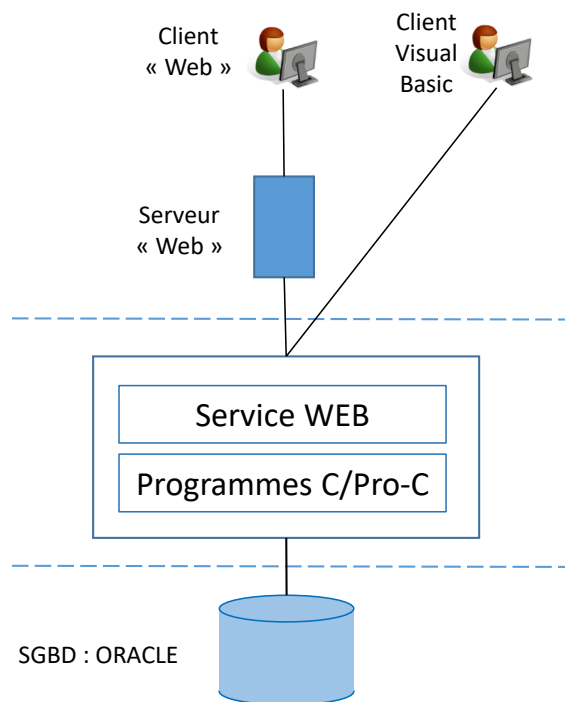 Client
« Web »
Client
Visual
Basic
Serveur
« Web »
Service WEB
Programmes C/Pro-C
SGBD : ORACLE